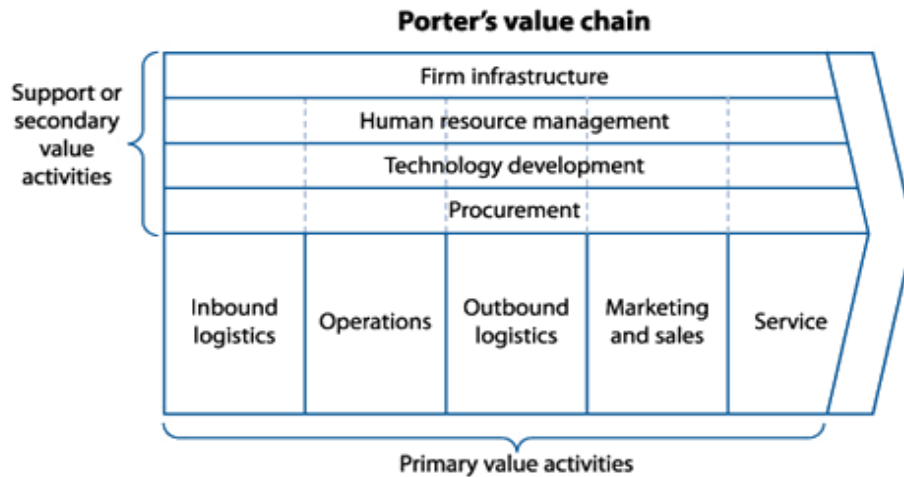 Porter's value chain
Support or
secondary
value
activities
Firm infrastructure
Human resource management
Technology development
Procurement
Inbound
logistics
Operations
Outbound
logistics
Marketing
and sales
Service
Primary value activities